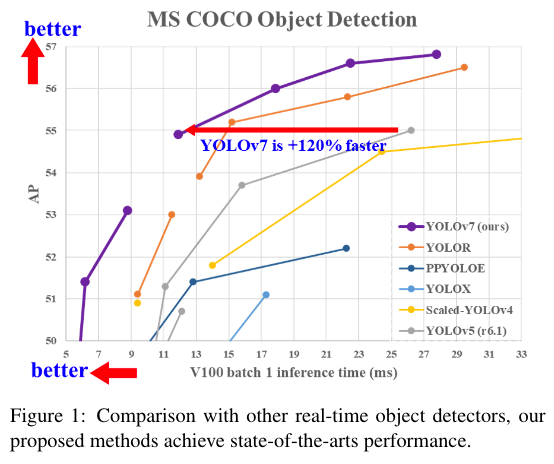 MS COCO Object Detection
better
57
56
55
54
53
52
51
50
AP
YOLOv7 is +120% faster
YOLOv7 (ours)
YOLOR
PPYOLOE
YOLOX
Scaled-YOLOv4
YOLOv5 (r6.1)
5 7 9 11 13 15 17 19 21 23 25 27 29 31 33
better
V100 batch 1 inference time (ms)
Figure 1: Comparison with other real-time object detectors, our
proposed methods achieve state-of-the-arts performance.